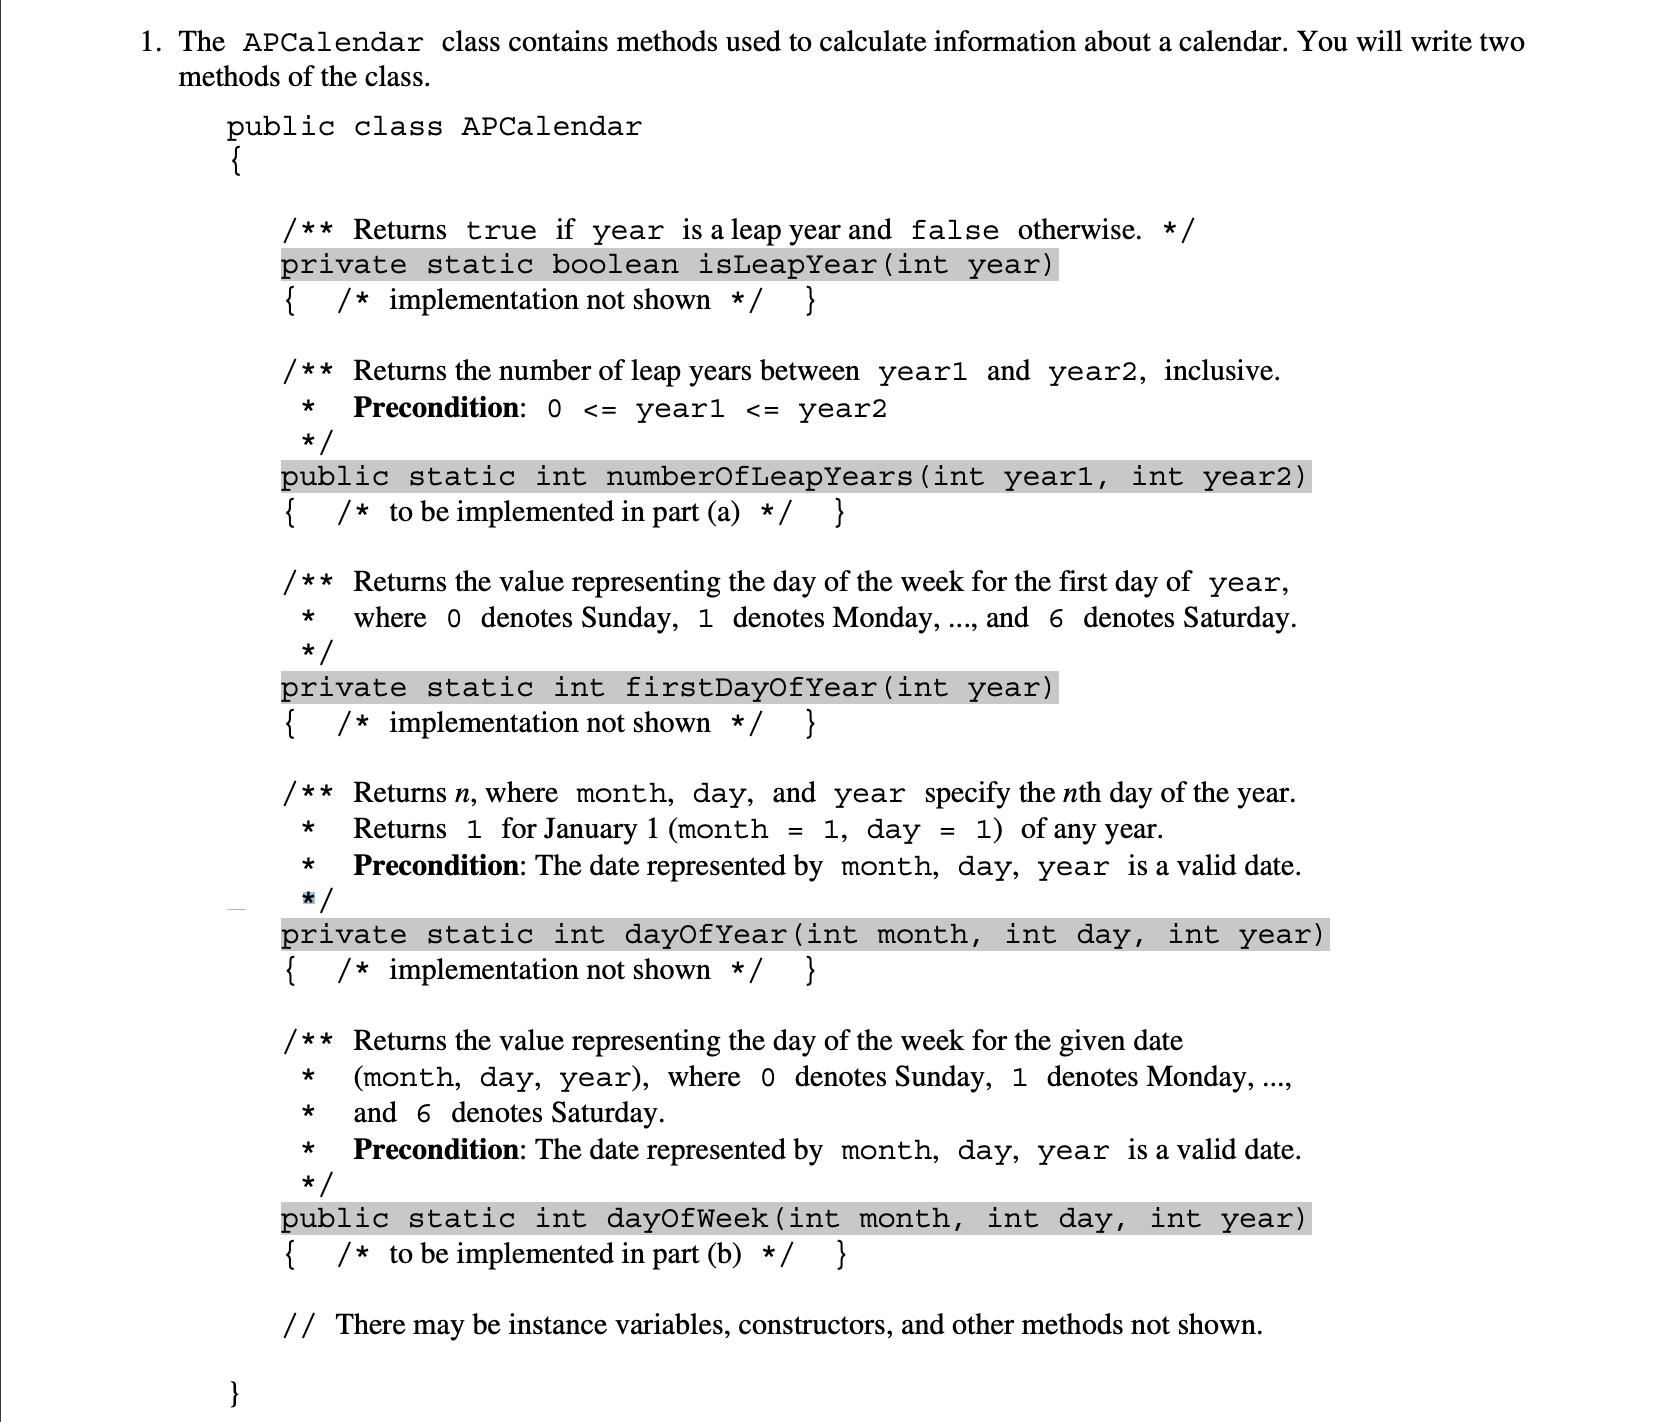 1. The APCalendar class contains methods used to calculate information about a calendar. You will write two
methods of the class.
public class APCalendar
{
/** Returns true if year is a leap year and false otherwise. */
private static boolean isLeapYear(int year)
{ /* implementation not shown */ }
/** Returns the number of leap years between year1 and year2, inclusive.
* Precondition: 0 <= year1 <= year2
*/
public static int numberOfLeapYears(int year1, int year2)
{ /* to be implemented in part (a) */ }
/** Returns the value representing the day of the week for the first day of year,
* where 0 denotes Sunday, 1 denotes Monday, ..., and 6 denotes Saturday.
*/
private static int firstDayOfYear(int year)
{ /* implementation not shown */ }
/** Returns n, where month, day, and year specify the nth day of the year.
* Returns 1 for January 1 (month = 1, day = 1) of any year.
* Precondition: The date represented by month, day, year is a valid date.
*/
private static int dayOfYear(int month, int day, int year)
{ /* implementation not shown */ }
/** Returns the value representing the day of the week for the given date
* (month, day, year), where 0 denotes Sunday, 1 denotes Monday, ...,
* and 6 denotes Saturday.
* Precondition: The date represented by month, day, year is a valid date.
*/
public static int dayOfWeek(int month, int day, int year)
{ /* to be implemented in part (b) */ }
// There may be instance variables, constructors, and other methods not shown.
}